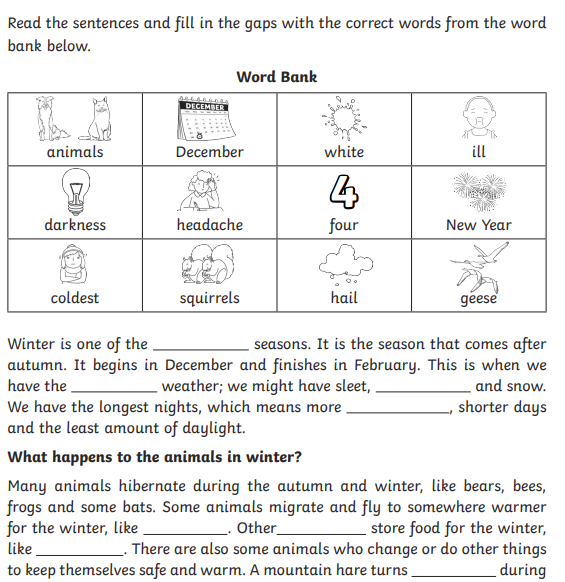 Read the sentences and fill in the gaps with the correct words from the word
bank below.
Word Bank
DECEMBER
animals December white ill
4
darkness headache four New Year
coldest squirrels hail geese
Winter is one of the ____________ seasons. It is the season that comes after
autumn. It begins in December and finishes in February. This is when we
have the ___________ weather; we might have sleet, ____________ and snow.
We have the longest nights, which means more _____________, shorter days
and the least amount of daylight.
What happens to the animals in winter?
Many animals hibernate during the autumn and winter, like bears, bees,
frogs and some bats. Some animals migrate and fly to somewhere warmer
for the winter, like ___________. Other___________ store food for the winter,
like ___________. There are also some animals who change or do other things
to keep themselves safe and warm. A mountain hare turns ___________ during